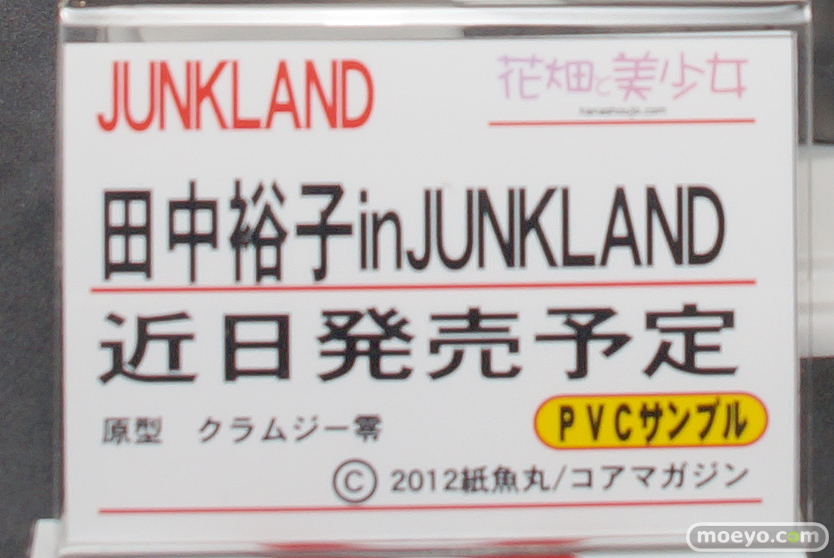 JUNKLAND
花畑と美少女
hanabishoujo.com
田中裕子inJUNKLAND
近日発売予定
原型　クラムジー零
PVCサンプル
©2012紙魚丸/コアマガジン
moeyo.com